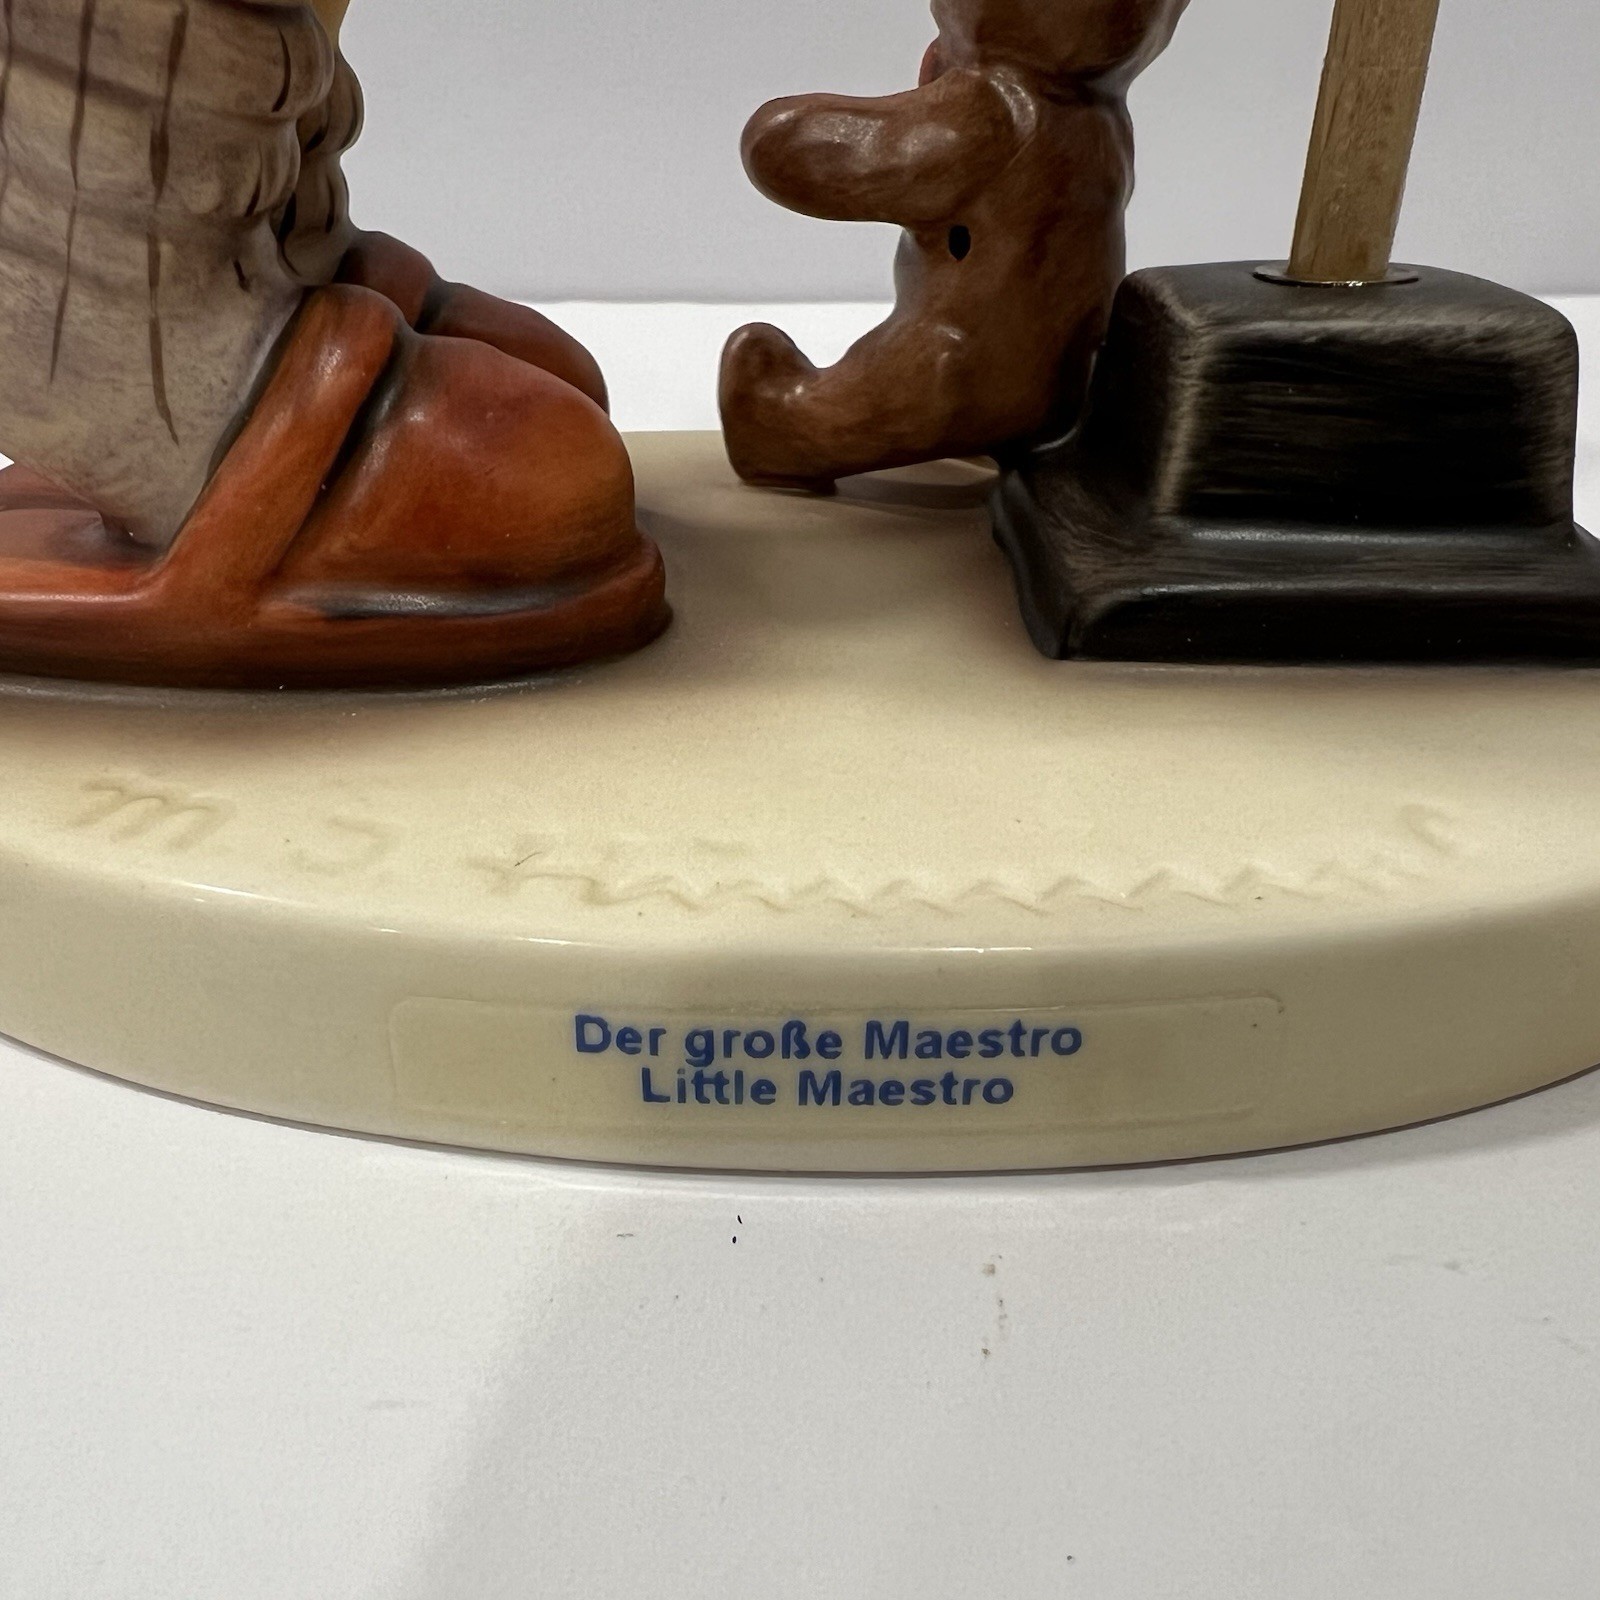 M. J. Hummel
Der große Maestro
Little Maestro